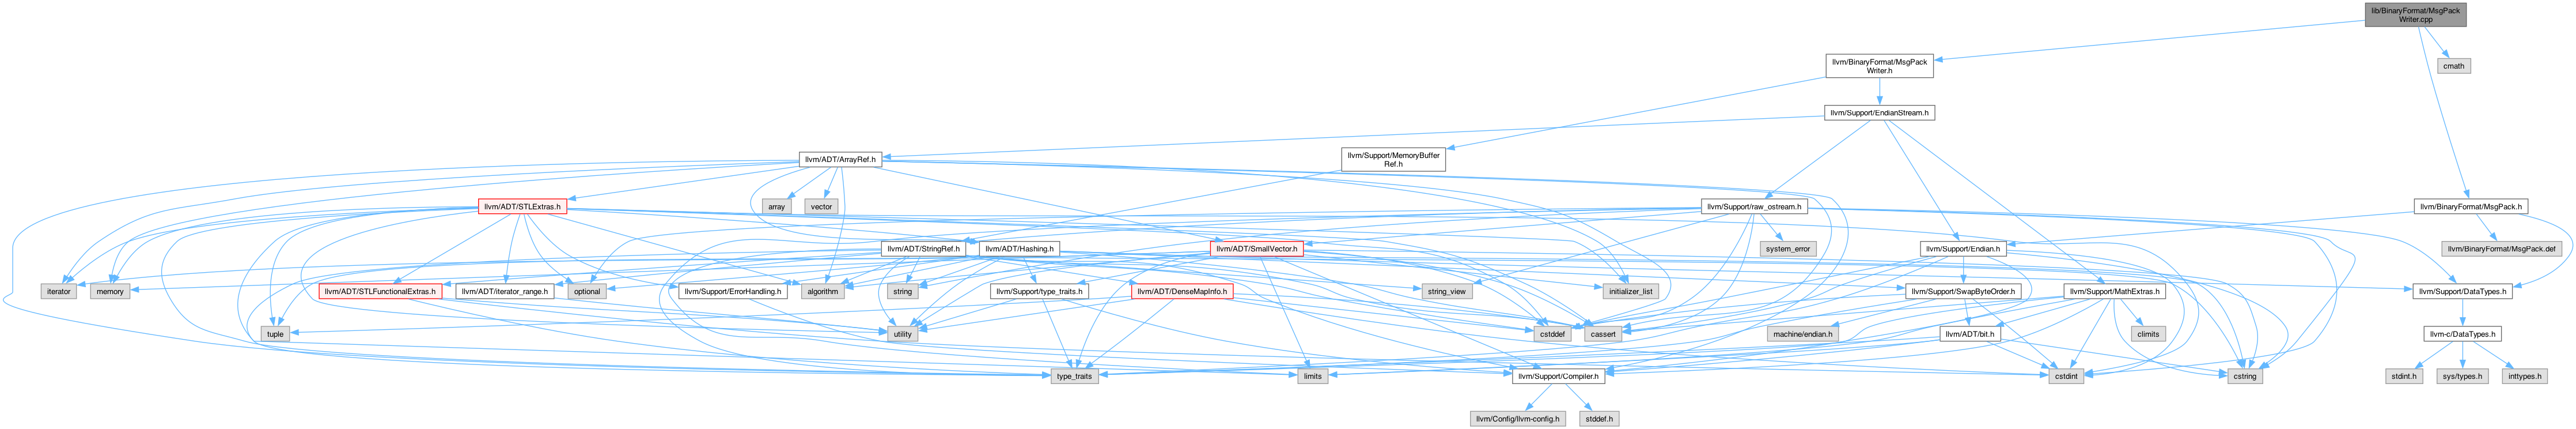 lib/BinaryFormat/MsgPack
Writer.cpp
llvm/BinaryFormat/MsgPack
Writer.h
cmath
llvm/Support/EndianStream.h
llvm/ADT/ArrayRef.h
llvm/Support/MemoryBuffer
Ref.h
llvm/ADT/STLExtras.h
array
vector
llvm/Support/raw_ostream.h
llvm/BinaryFormat/MsgPack.h
llvm/ADT/StringRef.h
llvm/ADT/Hashing.h
llvm/ADT/SmallVector.h
system_error
llvm/Support/Endian.h
llvm/BinaryFormat/MsgPack.def
iterator
memory
llvm/ADT/STLFunctionalExtras.h
llvm/ADT/iterator_range.h
optional
llvm/Support/ErrorHandling.h
algorithm
string
llvm/Support/type_traits.h
llvm/ADT/DenseMapInfo.h
string_view
initializer_list
llvm/Support/SwapByteOrder.h
llvm/Support/MathExtras.h
llvm/Support/DataTypes.h
tuple
utility
cstddef
cassert
machine/endian.h
llvm/ADT/bit.h
climits
llvm-c/DataTypes.h
type_traits
limits
llvm/Support/Compiler.h
cstdint
cstring
stdint.h
sys/types.h
inttypes.h
llvm/Config/llvm-config.h
stddef.h